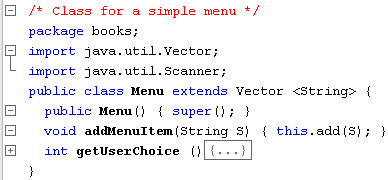 /* Class for a simple menu */
package books;
import java.util.Vector;
import java.util.Scanner;
public class Menu extends Vector <String> {
public Menu() { super(); }
void addMenuItem(String S) { this.add(S); }
int getUserChoice () {...}
}